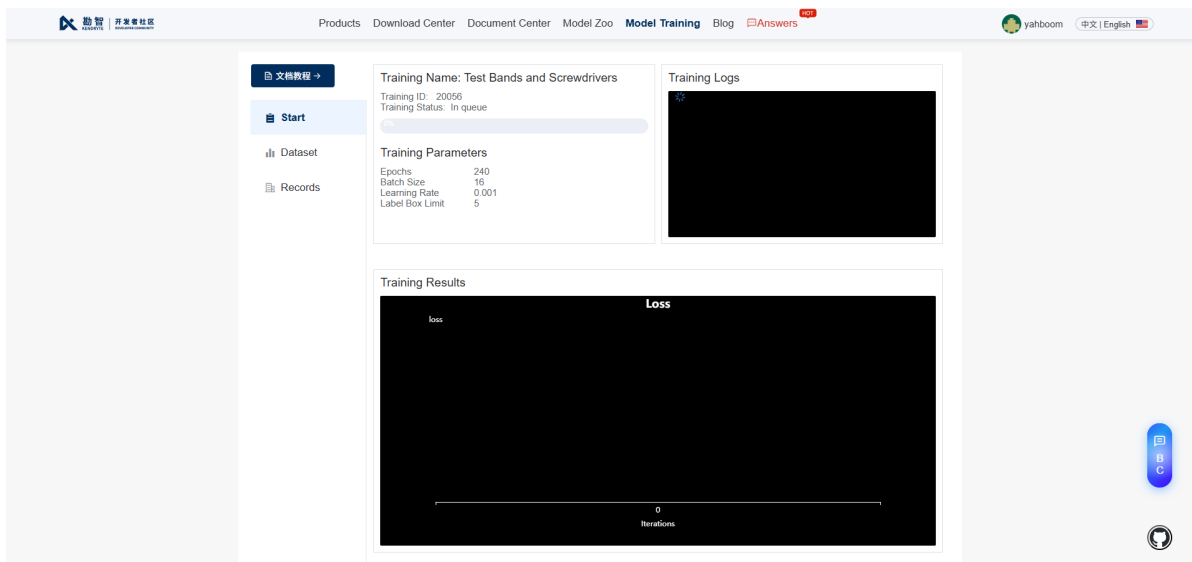 勘智 | 开发者社区
KENDRYTE DEVELOPER COMMUNITY
Products Download Center Document Center Model Zoo Model Training Blog Answers HOT
yahboom 中文 | English
文档教程 →
Start
Dataset
Records
Training Name: Test Bands and Screwdrivers
Training ID: 20056
Training Status: In queue
0%
Training Parameters
Epochs 240
Batch Size 16
Learning Rate 0.001
Label Box Limit 5
Training Logs
Training Results
Loss
loss
0
Iterations
B
C